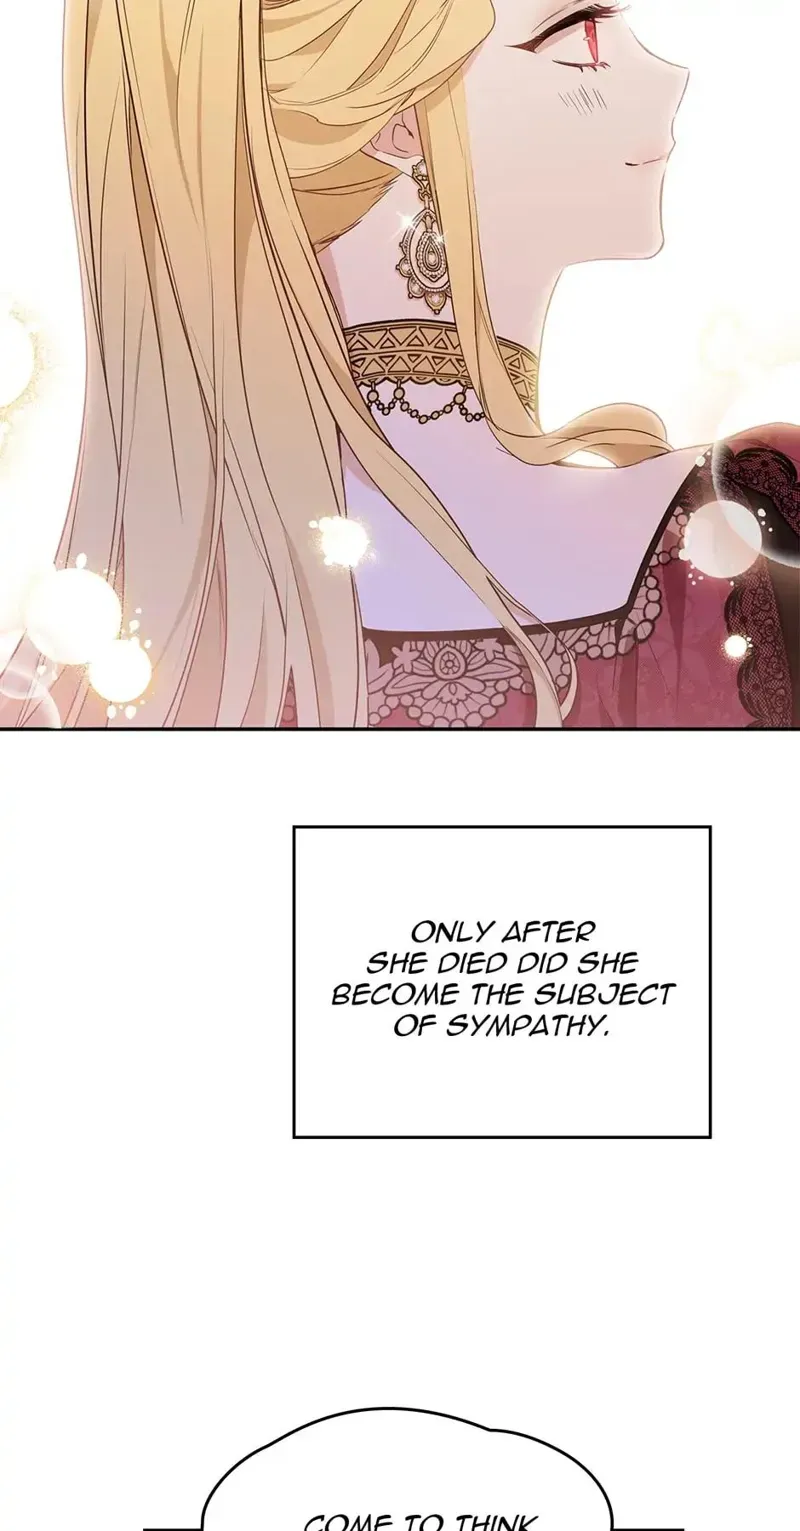 ONLY AFTER
SHE DIED DID SHE
BECOME THE SUBJECT
OF SYMPATHY.
COME TO THINK